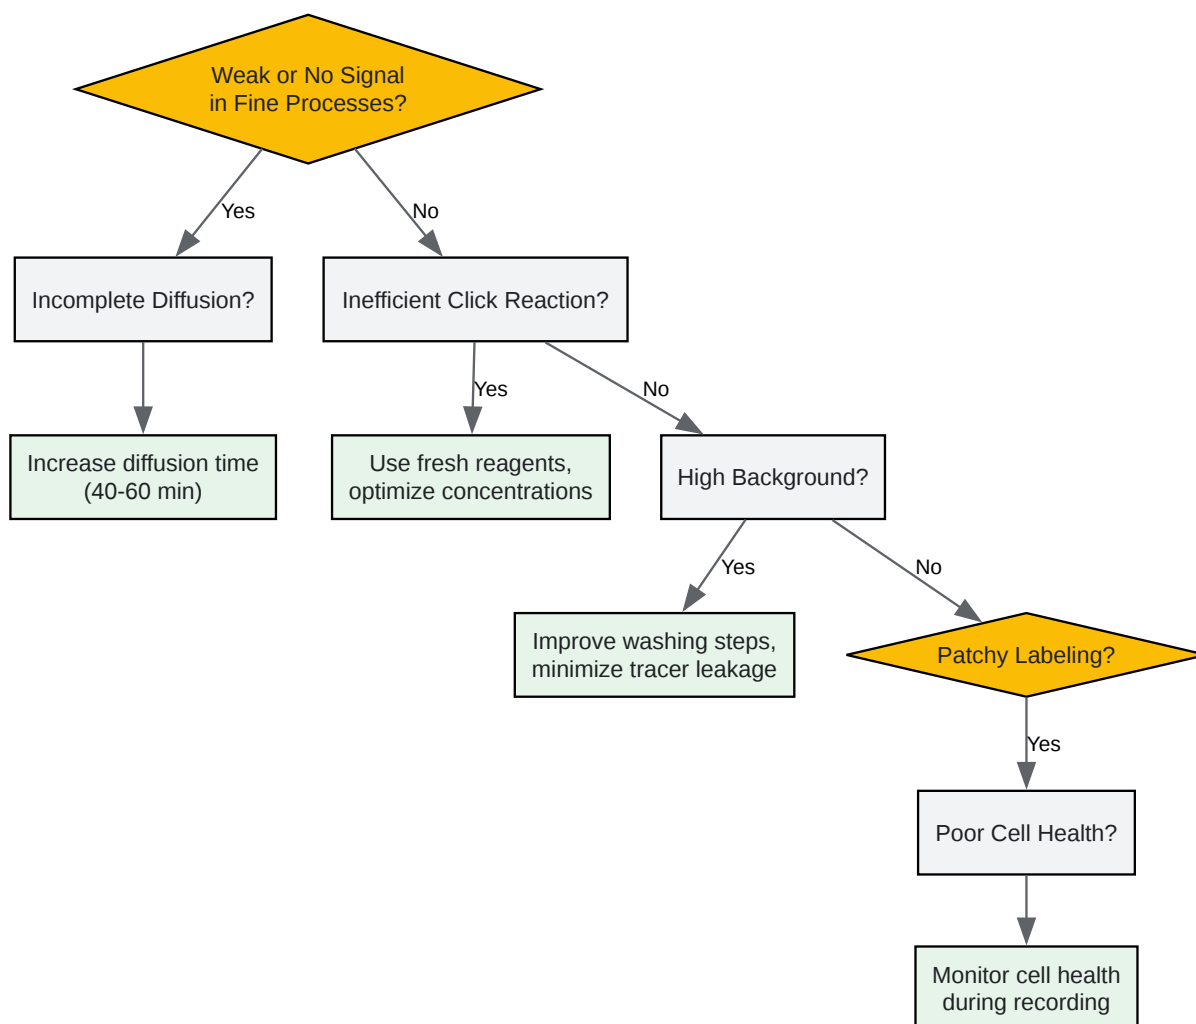 Weak or No Signal
in Fine Processes?
Yes
No
Incomplete Diffusion?
Inefficient Click Reaction?
Yes
No
Increase diffusion time
(40-60 min)
Use fresh reagents,
optimize concentrations
High Background?
Yes
No
Improve washing steps,
minimize tracer leakage
Patchy Labeling?
Yes
Poor Cell Health?
Monitor cell health
during recording